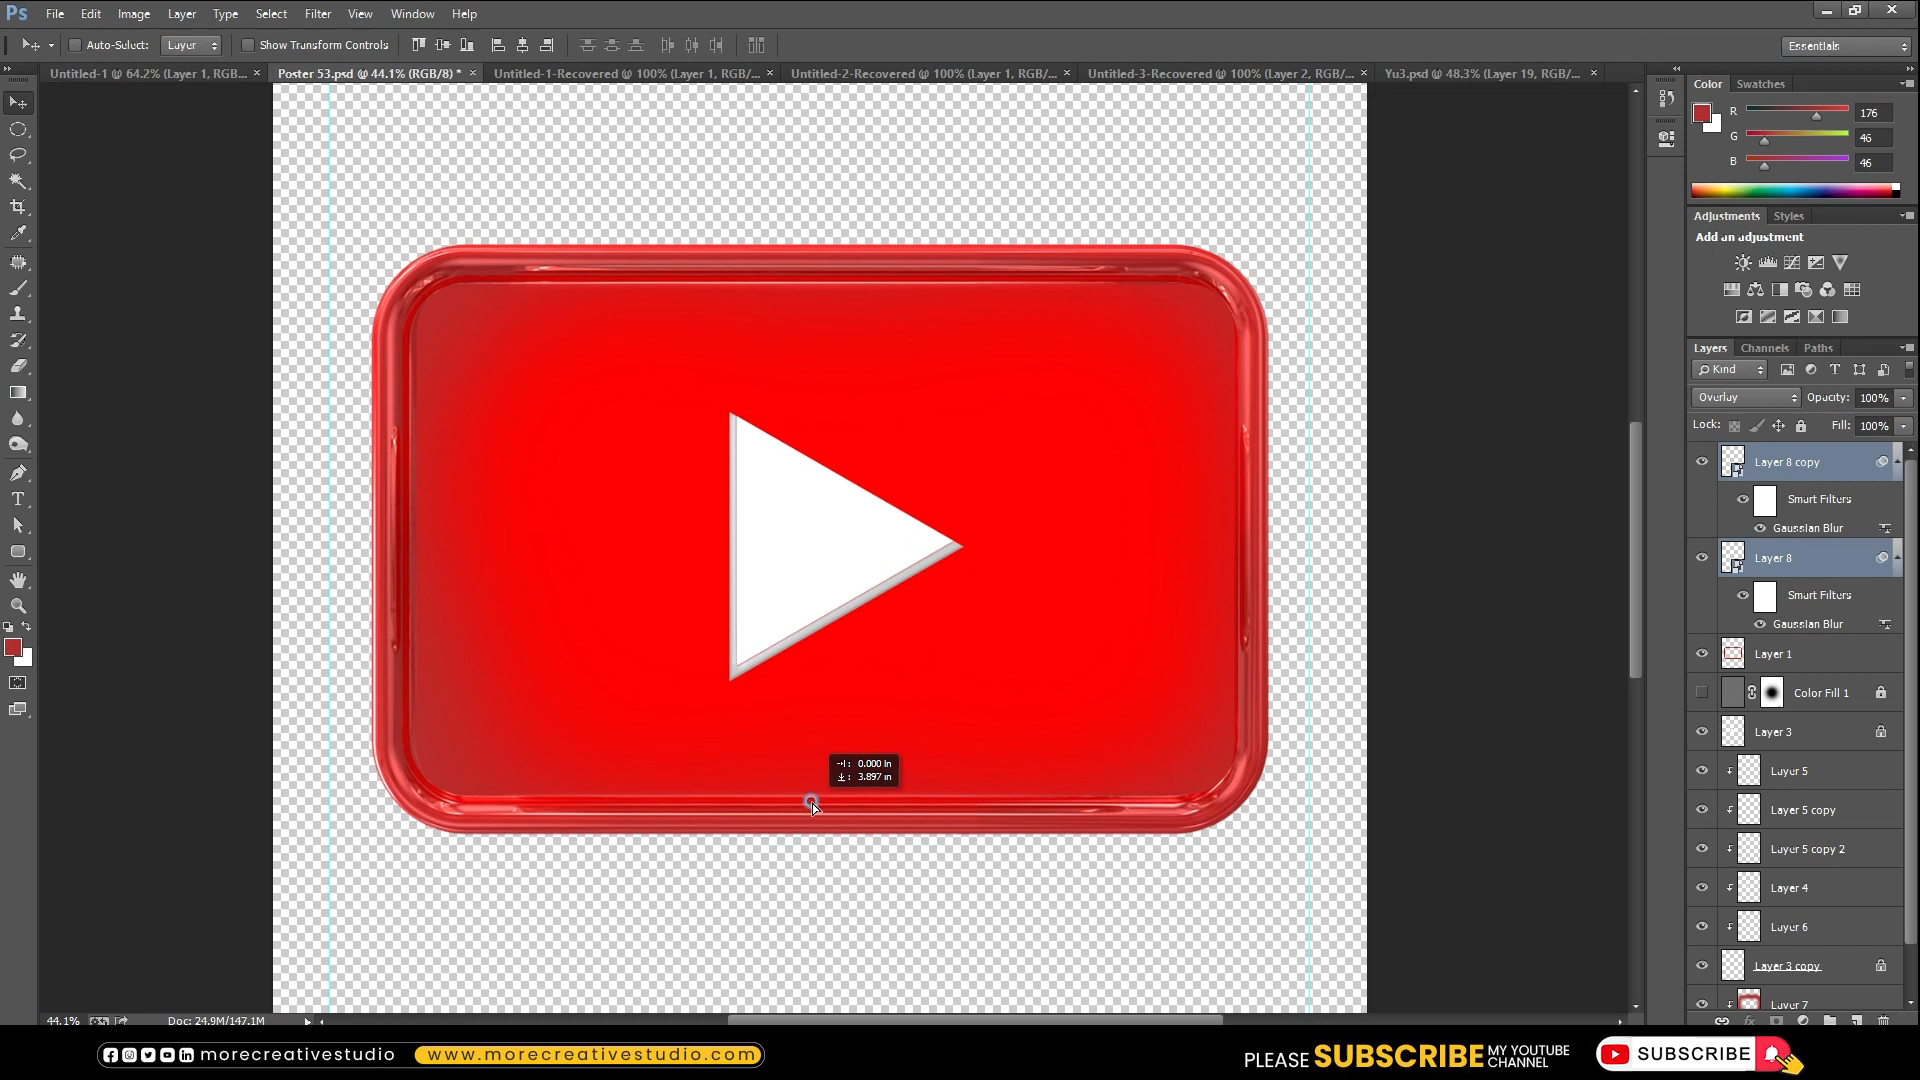 Ps File Edit Image Layer Type Select Filter View Window Help
Auto-Select: Layer Show Transform Controls Essentials
Untitled-1 @ 64.2% (Layer 1, RGB... × Poster 53.psd @ 44.1% (RGB/8) * × Untitled-1-Recovered @ 100% (Layer 1, RGB/... × Untitled-2-Recovered @ 100% (Layer 1, RGB/... × Untitled-3-Recovered @ 100% (Layer 2, RGB/... × Yu3.psd @ 48.3% (Layer 19, RGB/... ×
Color Swatches
R 176
G 46
B 46
Adjustments Styles
Add an adjustment
Layers Channels Paths
Kind
Overlay Opacity: 100%
Lock: Fill: 100%
Layer 8 copy
Smart Filters
Gaussian Blur
Layer 8
Smart Filters
Gaussian Blur
Layer 1
Color Fill 1
Layer 3
Layer 5
Layer 5 copy
Layer 5 copy 2
Layer 4
Layer 6
Layer 3 copy
Layer 7
0.000 in
3.897 in
44.1% Doc: 24.9M/147.1M
morecreativestudio www.morecreativestudio.com
PLEASE SUBSCRIBE MY YOUTUBE CHANNEL
SUBSCRIBE